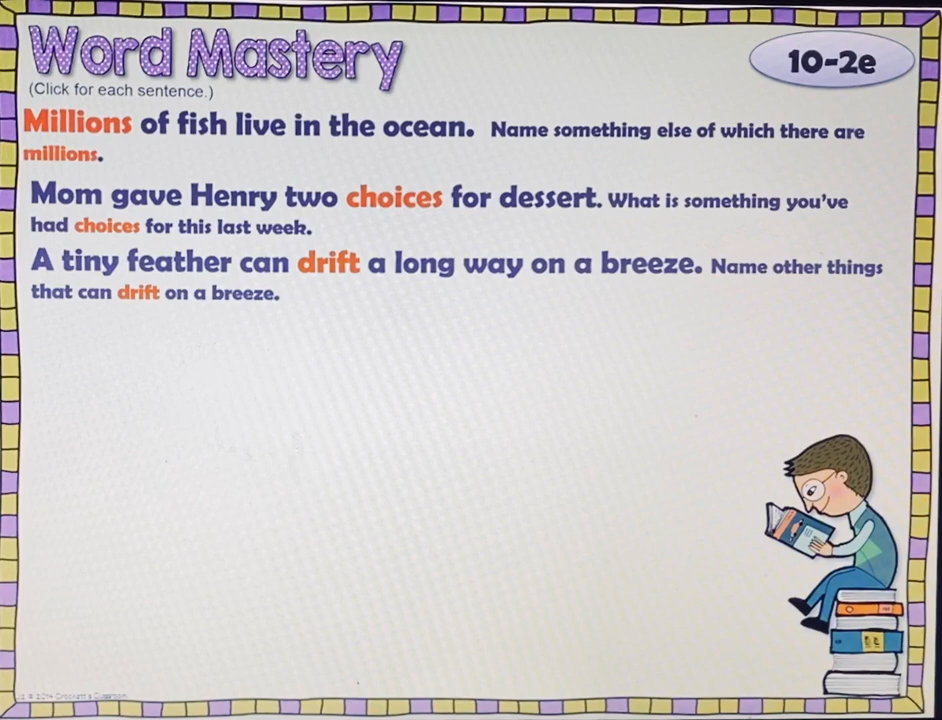 Word Mastery
10-2e
(Click for each sentence.)
Millions of fish live in the ocean. Name something else of which there are
millions.
Mom gave Henry two choices for dessert. What is something you've
had choices for this last week.
A tiny feather can drift a long way on a breeze. Name other things
that can drift on a breeze.
© 2014 Crockett's Classroom